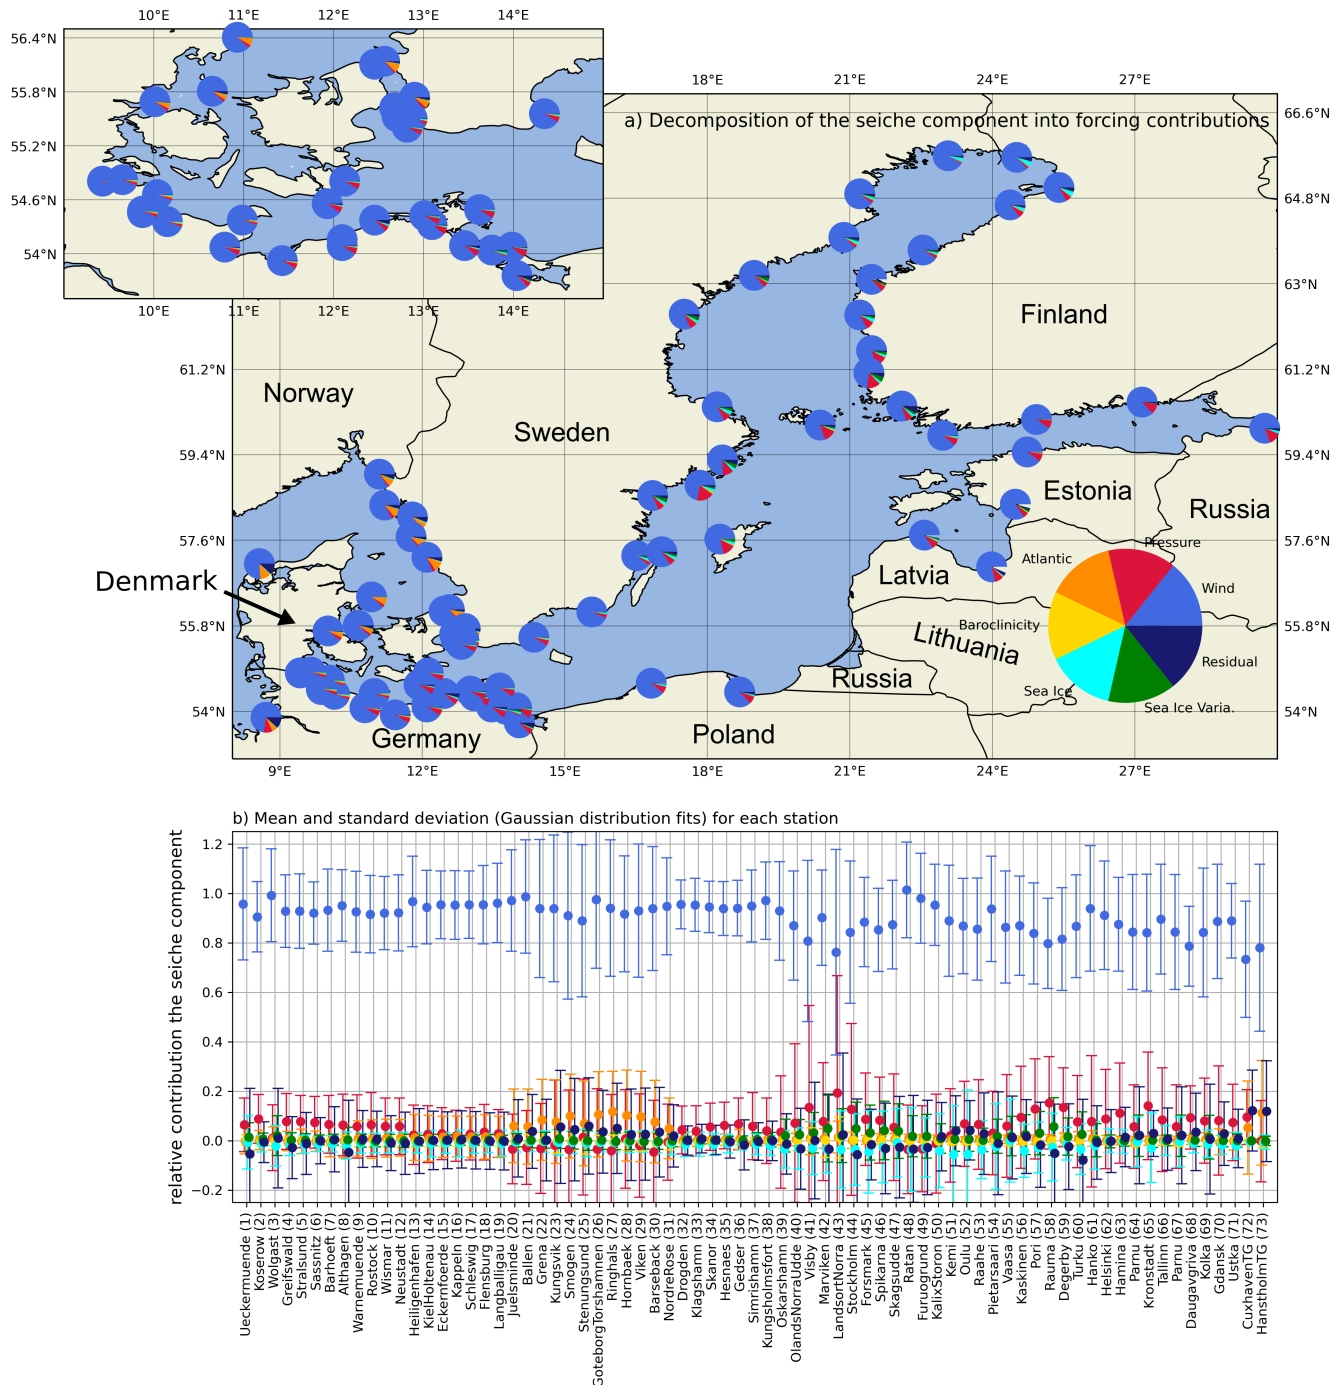 10°E 11°E 12°E 13°E 14°E
56.4°N
55.8°N
55.2°N
54.6°N
54°N
10°E 11°E 12°E 13°E 14°E
18°E 21°E 24°E 27°E
a) Decomposition of the seiche component into forcing contributions
66.6°N
64.8°N
63°N
61.2°N
59.4°N
57.6°N
55.8°N
54°N
61.2°N
59.4°N
57.6°N
55.8°N
54°N
Finland
Norway
Sweden
Estonia
Russia
Latvia
Denmark
Lithuania
Russia
Germany
Poland
Pressure
Atlantic
Wind
Baroclinicity
Residual
Sea Ice
Sea Ice Varia.
9°E 12°E 15°E 18°E 21°E 24°E 27°E
b) Mean and standard deviation (Gaussian distribution fits) for each station
relative contribution the seiche component
1.2
1.0
0.8
0.6
0.4
0.2
0.0
−0.2
Ueckermuende (1)
Koserow (2)
Wolgast (3)
Greifswald (4)
Stralsund (5)
Sassnitz (6)
Barhoeft (7)
Althagen (8)
Warnemuende (9)
Rostock (10)
Wismar (11)
Neustadt (12)
Heiligenhafen (13)
KielHoltenau (14)
Eckernfoerde (15)
Kappeln (16)
Schleswig (17)
Flensburg (18)
Langballigau (19)
Juelsminde (20)
Ballen (21)
Grena (22)
Kungsvik (23)
Smogen (24)
Stenungsund (25)
GoteborgTorshamnen (26)
Ringhals (27)
Hornbaek (28)
Viken (29)
Barseback (30)
NordreRose (31)
Drogden (32)
Klagshamn (33)
Skanor (34)
Hesnaes (35)
Gedser (36)
Simrishamn (37)
Kungsholmsfort (38)
Oskarshamn (39)
OlandsNorraUdde (40)
Visby (41)
Marviken (42)
LandsortNorra (43)
Stockholm (44)
Forsmark (45)
Spikarna (46)
Skagsudde (47)
Ratan (48)
Furuogrund (49)
KalixStoron (50)
Kemi (51)
Oulu (52)
Raahe (53)
Pietarsaari (54)
Vaasa (55)
Kaskinen (56)
Pori (57)
Rauma (58)
Degerby (59)
Turku (60)
Hanko (61)
Helsinki (62)
Hamina (63)
Parnu (64)
Kronstadt (65)
Tallinn (66)
Parnu (67)
Daugavgriva (68)
Kolka (69)
Gdansk (70)
Ustka (71)
CuxhavenTG (72)
HanstholmTG (73)